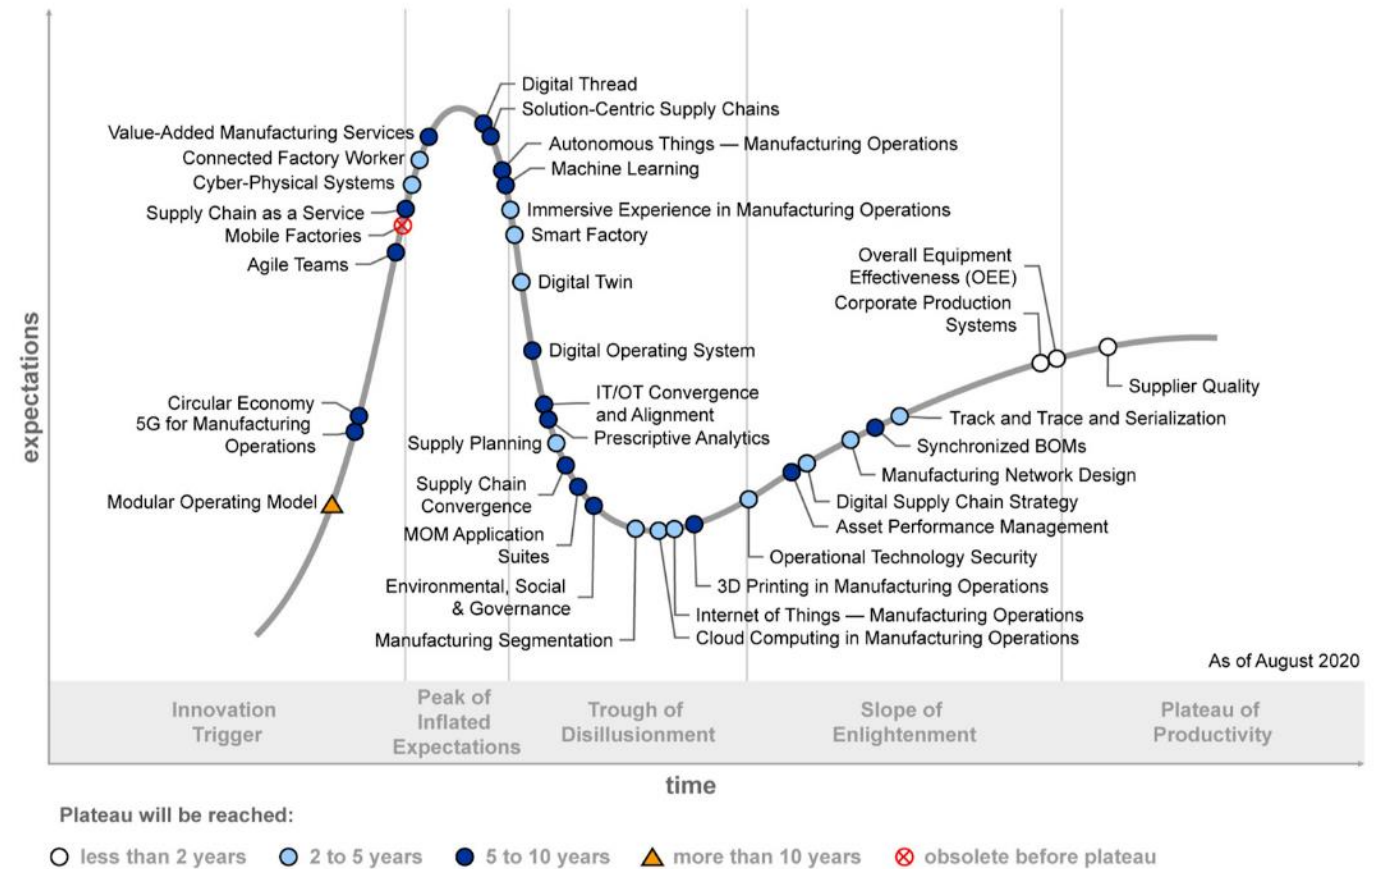 Digital Thread
Solution-Centric Supply Chains
Value-Added Manufacturing Services
Autonomous Things — Manufacturing Operations
Connected Factory Worker
Machine Learning
Cyber-Physical Systems
Supply Chain as a Service
Immersive Experience in Manufacturing Operations
Mobile Factories
Smart Factory
Agile Teams
Digital Twin
Overall Equipment
Effectiveness (OEE)
Corporate Production
Systems
expectations
Digital Operating System
Supplier Quality
IT/OT Convergence
and Alignment
Circular Economy
5G for Manufacturing
Operations
Track and Trace and Serialization
Prescriptive Analytics
Supply Planning
Synchronized BOMs
Manufacturing Network Design
Supply Chain
Convergence
Modular Operating Model
Digital Supply Chain Strategy
Asset Performance Management
MOM Application
Suites
Operational Technology Security
Environmental, Social
& Governance
3D Printing in Manufacturing Operations
Internet of Things — Manufacturing Operations
Manufacturing Segmentation
Cloud Computing in Manufacturing Operations
As of August 2020
Innovation
Trigger
Peak of
Inflated
Expectations
Trough of
Disillusionment
Slope of
Enlightenment
Plateau of
Productivity
time
Plateau will be reached:
less than 2 years
2 to 5 years
5 to 10 years
more than 10 years
obsolete before plateau